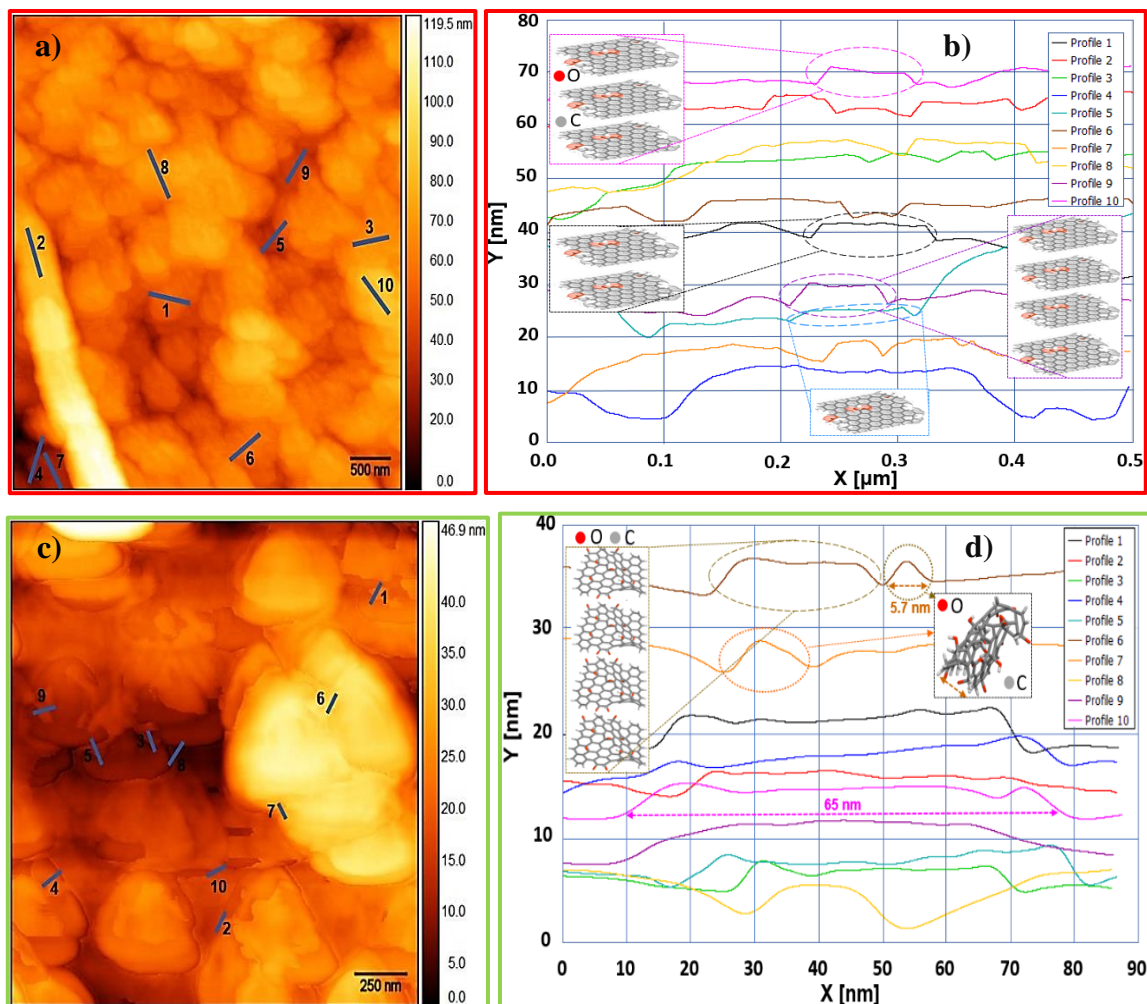 a)
119.5 nm
110.0
100.0
90.0
80.0
70.0
60.0
50.0
40.0
30.0
20.0
10.0
0.0
8
9
2
5
3
10
1
6
4
7
500 nm
b)
80
70
60
50
40
30
20
10
0
Y [nm]
0.0
0.1
0.2
0.3
0.4
0.5
X [µm]
O
C
Profile 1
Profile 2
Profile 3
Profile 4
Profile 5
Profile 6
Profile 7
Profile 8
Profile 9
Profile 10
c)
46.9 nm
40.0
35.0
30.0
25.0
20.0
15.0
10.0
5.0
0.0
1
9
6
5
3
8
7
4
10
2
250 nm
d)
40
30
20
10
0
Y [nm]
0
10
20
30
40
50
60
70
80
90
X [nm]
O C
5.7 nm
O
C
65 nm
Profile 1
Profile 2
Profile 3
Profile 4
Profile 5
Profile 6
Profile 7
Profile 8
Profile 9
Profile 10